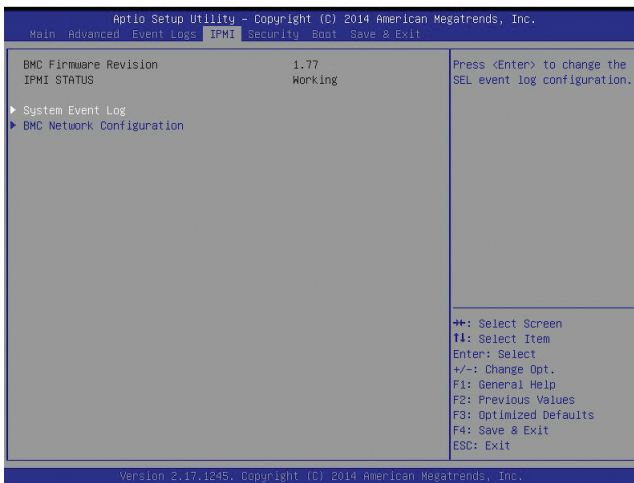 Aptio Setup Utility – Copyright (C) 2014 American Megatrends, Inc.
Main Advanced Event Logs IPMI Security Boot Save & Exit
BMC Firmware Revision 1.77
IPMI STATUS Working
System Event Log
BMC Network Configuration
Press <Enter> to change the
SEL event log configuration.
→←: Select Screen
↑↓: Select Item
Enter: Select
+/-: Change Opt.
F1: General Help
F2: Previous Values
F3: Optimized Defaults
F4: Save & Exit
ESC: Exit
Version 2.17.1245. Copyright (C) 2014 American Megatrends, Inc.